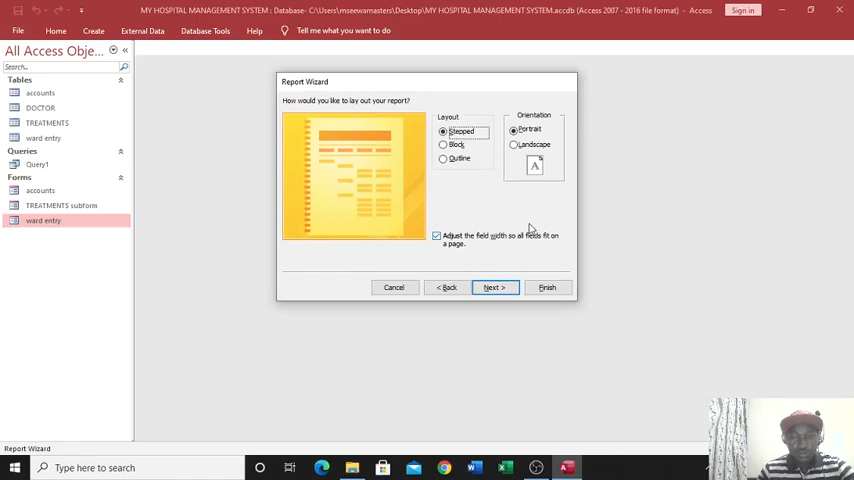 MY HOSPITAL MANAGEMENT SYSTEM : Database- C:\Users\mseewamasters\Desktop\MY HOSPITAL MANAGEMENT SYSTEM.accdb (Access 2007 - 2016 file format) - Access
Sign in
File Home Create External Data Database Tools Help Tell me what you want to do
All Access Obje...
Search...
Tables
accounts
DOCTOR
TREATMENTS
ward entry
Queries
Query1
Forms
accounts
TREATMENTS subform
ward entry
Report Wizard
How would you like to lay out your report?
Layout
Stepped
Block
Outline
Orientation
Portrait
Landscape
A
Adjust the field width so all fields fit on
a page.
Cancel < Back Next > Finish
Report Wizard
Type here to search